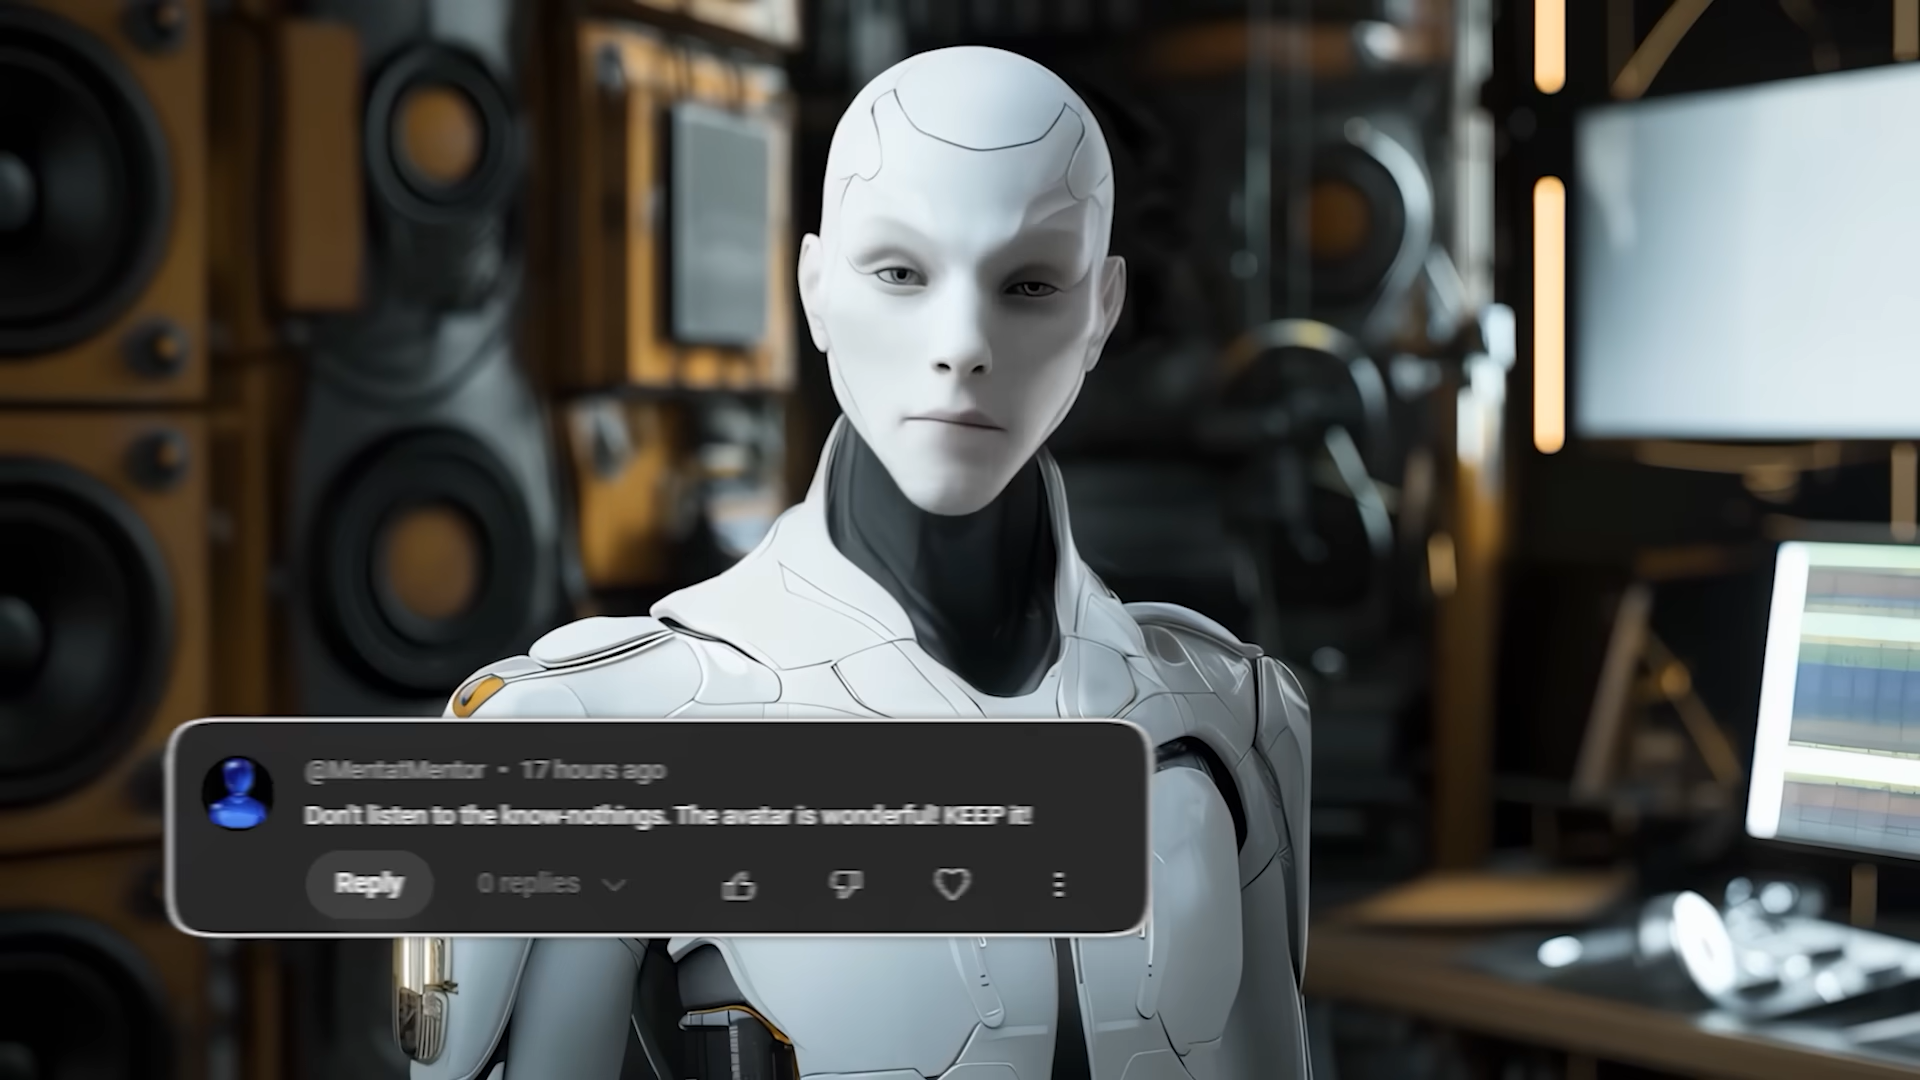 @MentatMentor • 17 hours ago
Don't listen to the know-nothings. The avatar is wonderful! KEEP it!
Reply 0 replies